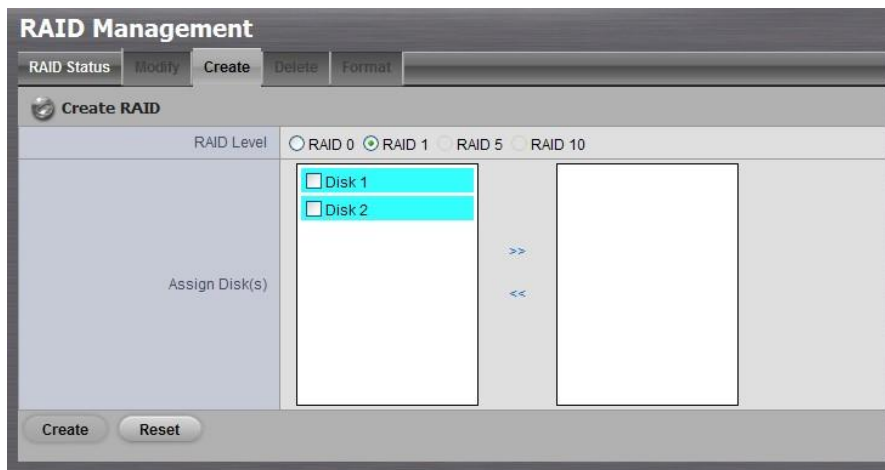 RAID Management
RAID Status Modify Create Delete Format
Create RAID
RAID Level RAID 0 RAID 1 RAID 5 RAID 10
Disk 1
Disk 2
>>
Assign Disk(s)
<<
Create Reset